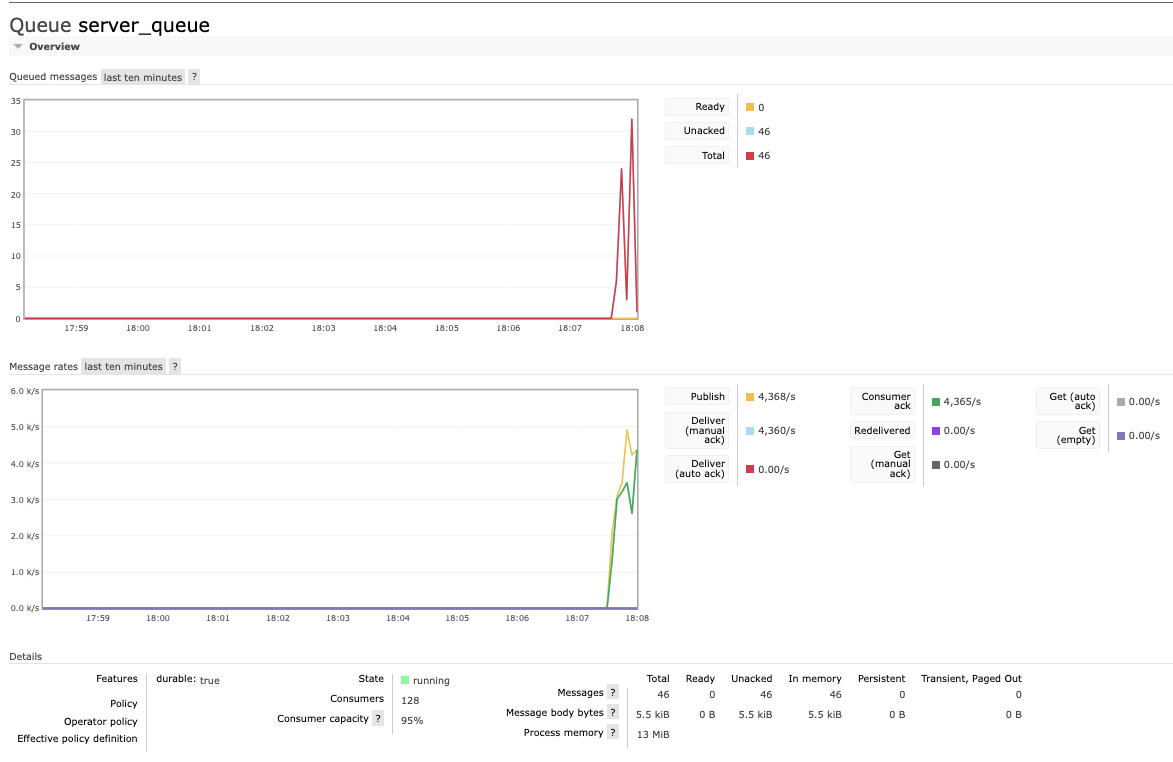 Queue server_queue
Overview
Queued messages last ten minutes ?
35
30
25
20
15
10
5
0
17:59 18:00 18:01 18:02 18:03 18:04 18:05 18:06 18:07 18:08
Ready 0
Unacked 46
Total 46
Message rates last ten minutes ?
6.0 k/s
5.0 k/s
4.0 k/s
3.0 k/s
2.0 k/s
1.0 k/s
0.0 k/s
17:59 18:00 18:01 18:02 18:03 18:04 18:05 18:06 18:07 18:08
Publish 4,368/s
Deliver
(manual 4,360/s
ack)
Deliver
(auto ack) 0.00/s
Consumer
ack 4,365/s
Redelivered 0.00/s
Get
(manual 0.00/s
ack)
Get (auto
ack) 0.00/s
Get
(empty) 0.00/s
Details
Features durable: true
Policy
Operator policy
Effective policy definition
State running
Consumers 128
Consumer capacity ? 95%
Total Ready Unacked In memory Persistent Transient, Paged Out
Messages ? 46 0 46 46 0 0
Message body bytes ? 5.5 kiB 0 B 5.5 kiB 5.5 kiB 0 B 0 B
Process memory ? 13 MiB